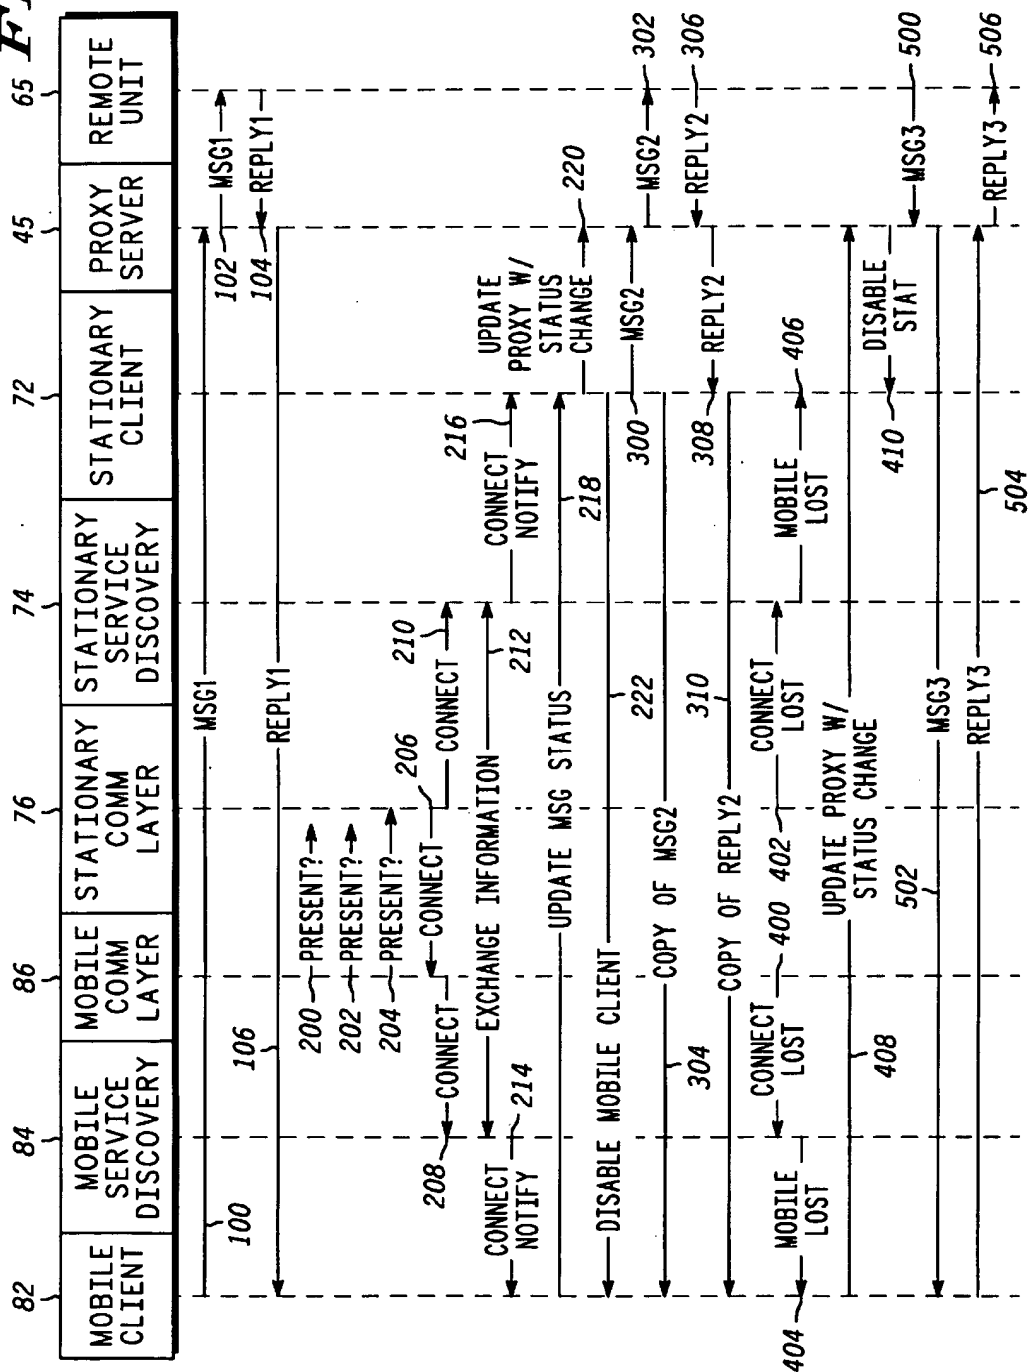 FI
82
84
86
76
74
72
45
65
MOBILE
CLIENT
MOBILE
SERVICE
DISCOVERY
MOBILE
COMM
LAYER
STATIONARY
COMM
LAYER
STATIONARY
SERVICE
DISCOVERY
STATIONARY
CLIENT
PROXY
SERVER
REMOTE
UNIT
100
MSG1
102
MSG1
104
REPLY1
106
REPLY1
200
PRESENT?
202
PRESENT?
204
PRESENT?
CONNECT
206
208
CONNECT
CONNECT
210
EXCHANGE INFORMATION
212
CONNECT
NOTIFY
214
CONNECT
NOTIFY
216
UPDATE MSG STATUS
218
UPDATE
PROXY W/
STATUS
CHANGE
220
DISABLE MOBILE CLIENT
222
300
MSG2
MSG2
302
304
COPY OF MSG2
REPLY2
306
308
REPLY2
COPY OF REPLY2
310
CONNECT
LOST
400
402
CONNECT
LOST
404
MOBILE
LOST
MOBILE
LOST
406
408
UPDATE PROXY W/
STATUS CHANGE
410
DISABLE
STAT
MSG3
500
502
MSG3
REPLY3
504
REPLY3
506